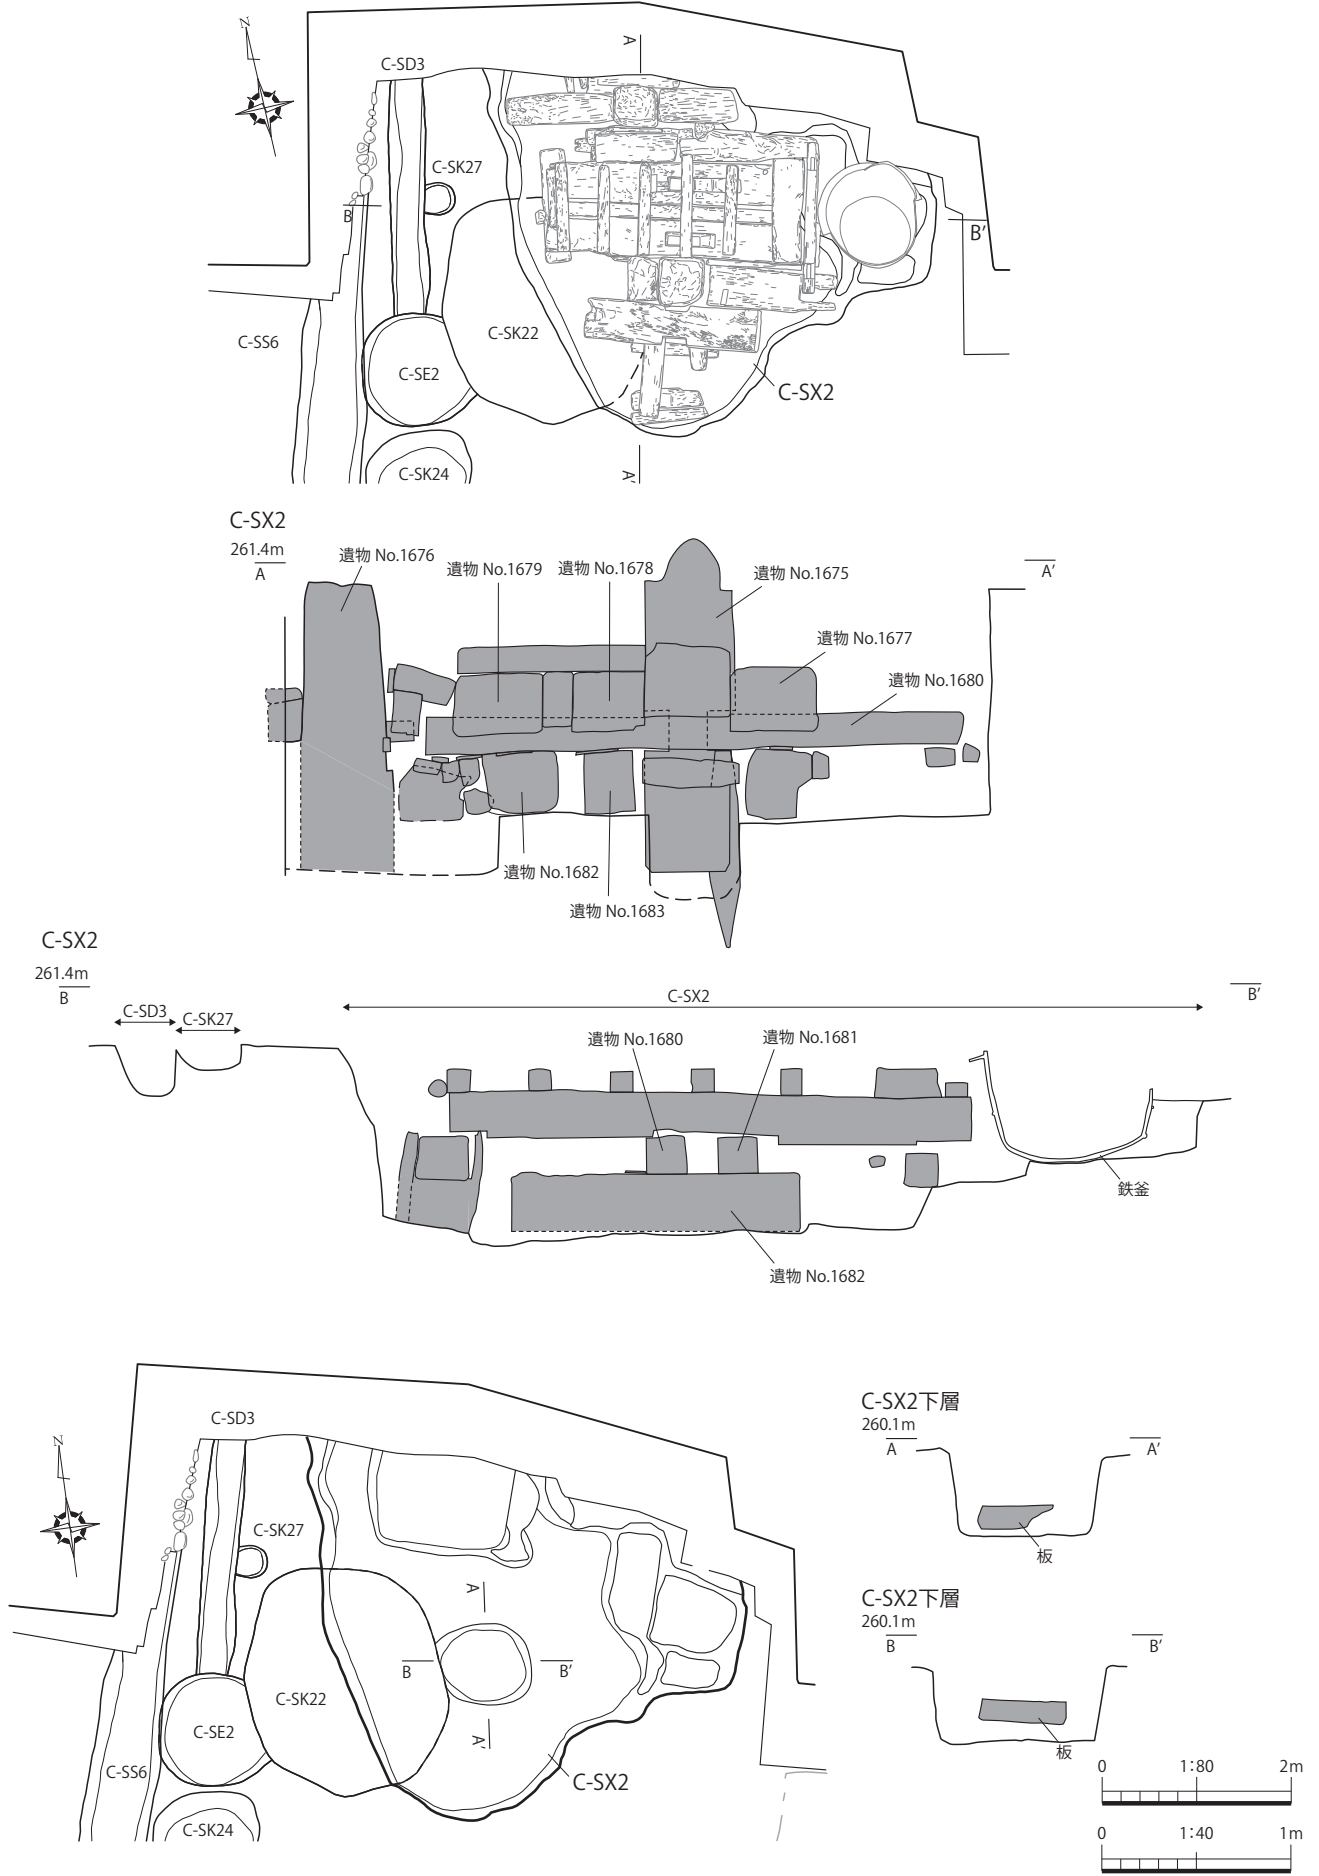 N
A
C-SD3
C-SK27
B
B′
C-SS6
C-SK22
C-SE2
C-SX2
C-SK24
A′
C-SX2
261.4m
A
遺物 No.1676
遺物 No.1679
遺物 No.1678
遺物 No.1675
A′
遺物 No.1677
遺物 No.1680
遺物 No.1682
遺物 No.1683
C-SX2
261.4m
B
C-SD3
C-SK27
C-SX2
B′
遺物 No.1680
遺物 No.1681
鉄釜
遺物 No.1682
N
C-SD3
C-SK27
A
B
B′
C-SK22
C-SE2
A′
C-SS6
C-SX2
C-SK24
C-SX2下層
260.1m
A
A′
板
C-SX2下層
260.1m
B
B′
板
0 1:80 2m
0 1:40 1m